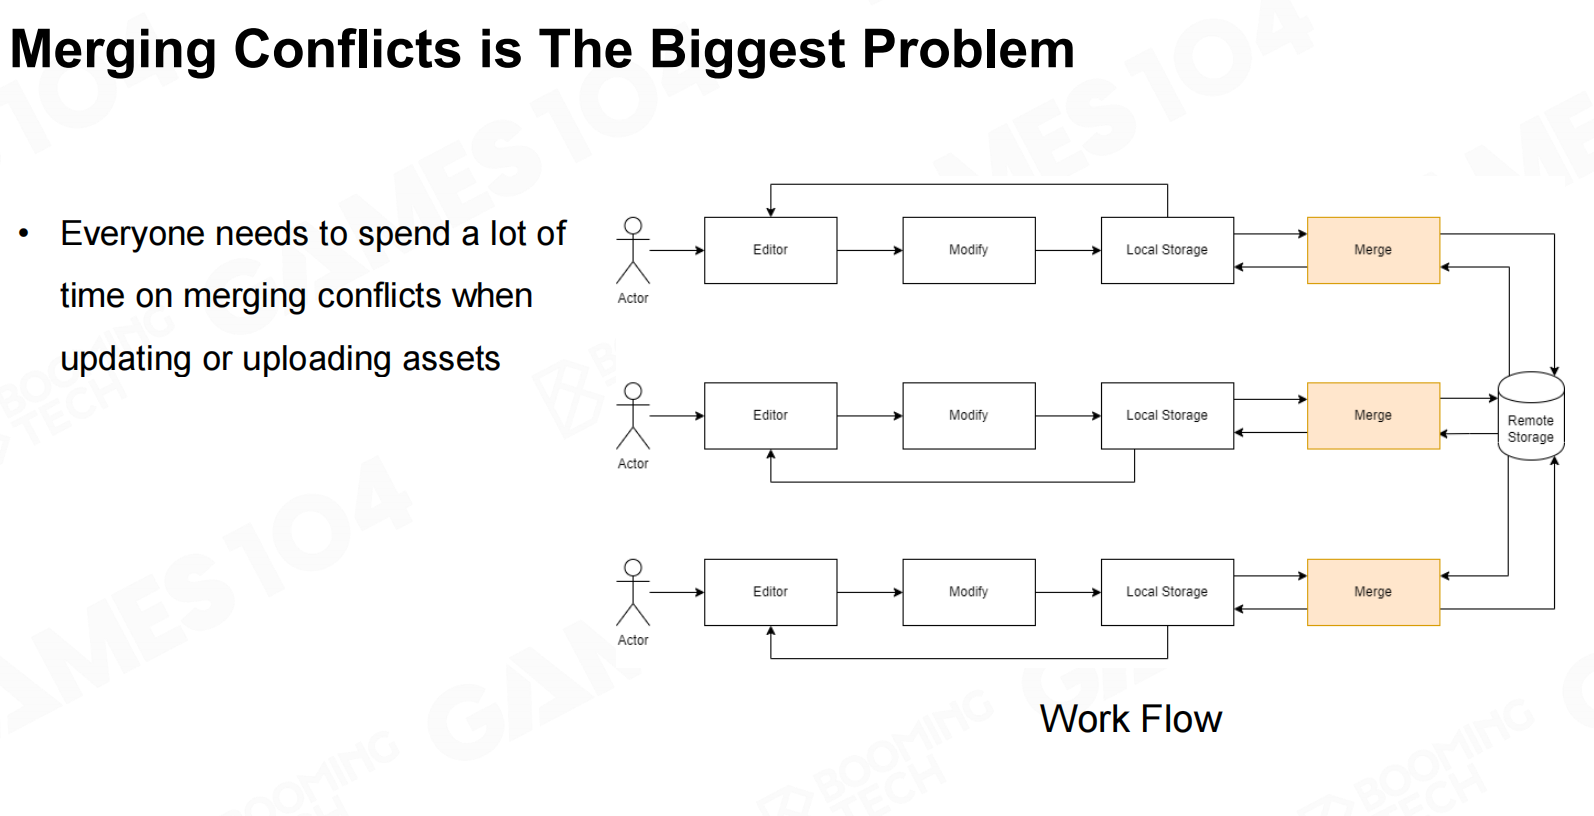 Merging Conflicts is The Biggest Problem
• Everyone needs to spend a lot of
time on merging conflicts when
updating or uploading assets
Actor
Editor
Modify
Local Storage
Merge
Actor
Editor
Modify
Local Storage
Merge
Remote
Storage
Actor
Editor
Modify
Local Storage
Merge
Work Flow
GAMES104
BOOMING
TECH